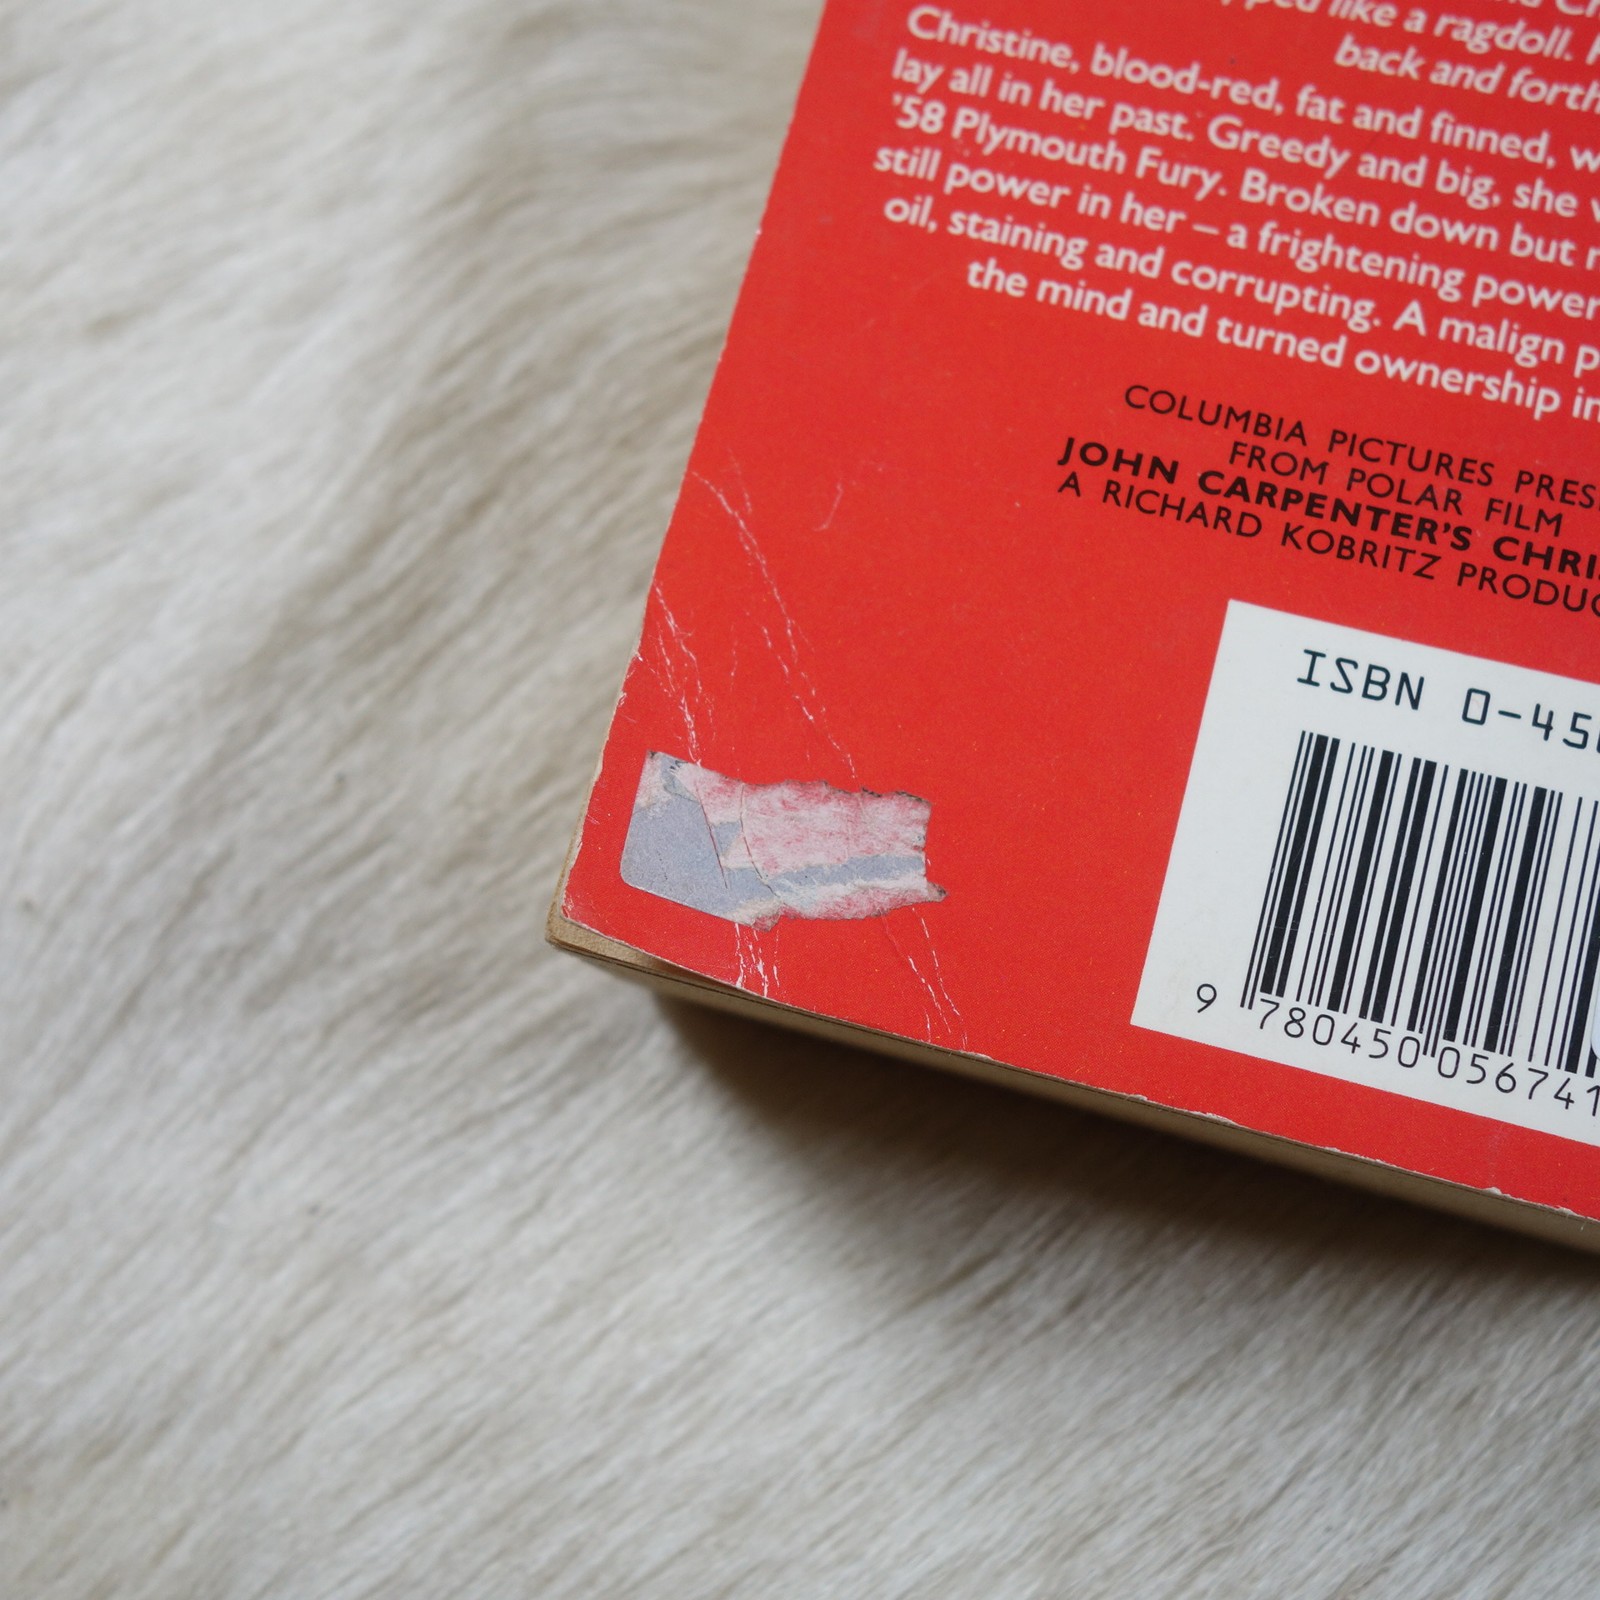 like a ragdoll.
back and forth
Christine, blood-red, fat and finned,
lay all in her past. Greedy and big, she
'58 Plymouth Fury. Broken down but
still power in her – a frightening power
oil, staining and corrupting. A malign
the mind and turned ownership
COLUMBIA PICTURES PRES
FROM POLAR FILM
JOHN CARPENTER'S CHRI
A RICHARD KOBRITZ PRODUC
ISBN 0-45
9 780450 056741